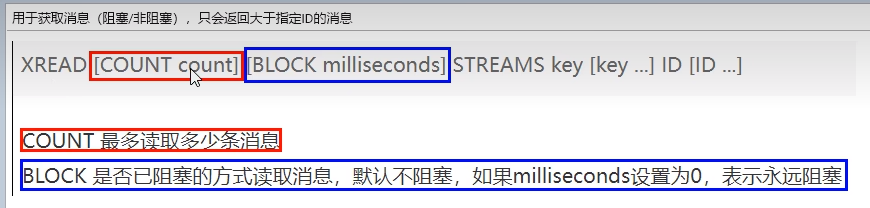 用于获取消息（阻塞/非阻塞），只会返回大于指定ID的消息
XREAD [COUNT count] [BLOCK milliseconds] STREAMS key [key ...] ID [ID ...]
COUNT 最多读取多少条消息
BLOCK 是否已阻塞的方式读取消息，默认不阻塞，如果milliseconds设置为0，表示永远阻塞